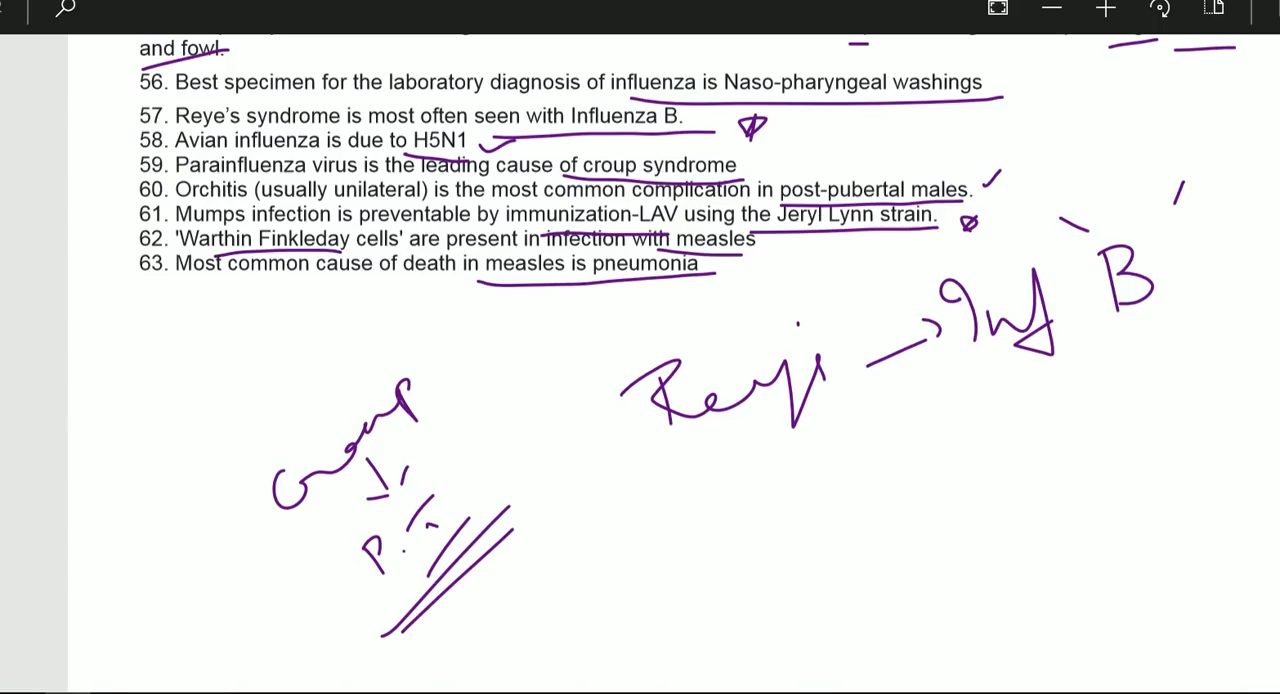 and fowl.
56. Best specimen for the laboratory diagnosis of influenza is Naso-pharyngeal washings
57. Reye's syndrome is most often seen with Influenza B.
58. Avian influenza is due to H5N1
59. Parainfluenza virus is the leading cause of croup syndrome
60. Orchitis (usually unilateral) is the most common complication in post-pubertal males.
61. Mumps infection is preventable by immunization-LAV using the Jeryl Lynn strain.
62. 'Warthin Finkleday cells' are present in infection with measles
63. Most common cause of death in measles is pneumonia
Inf B